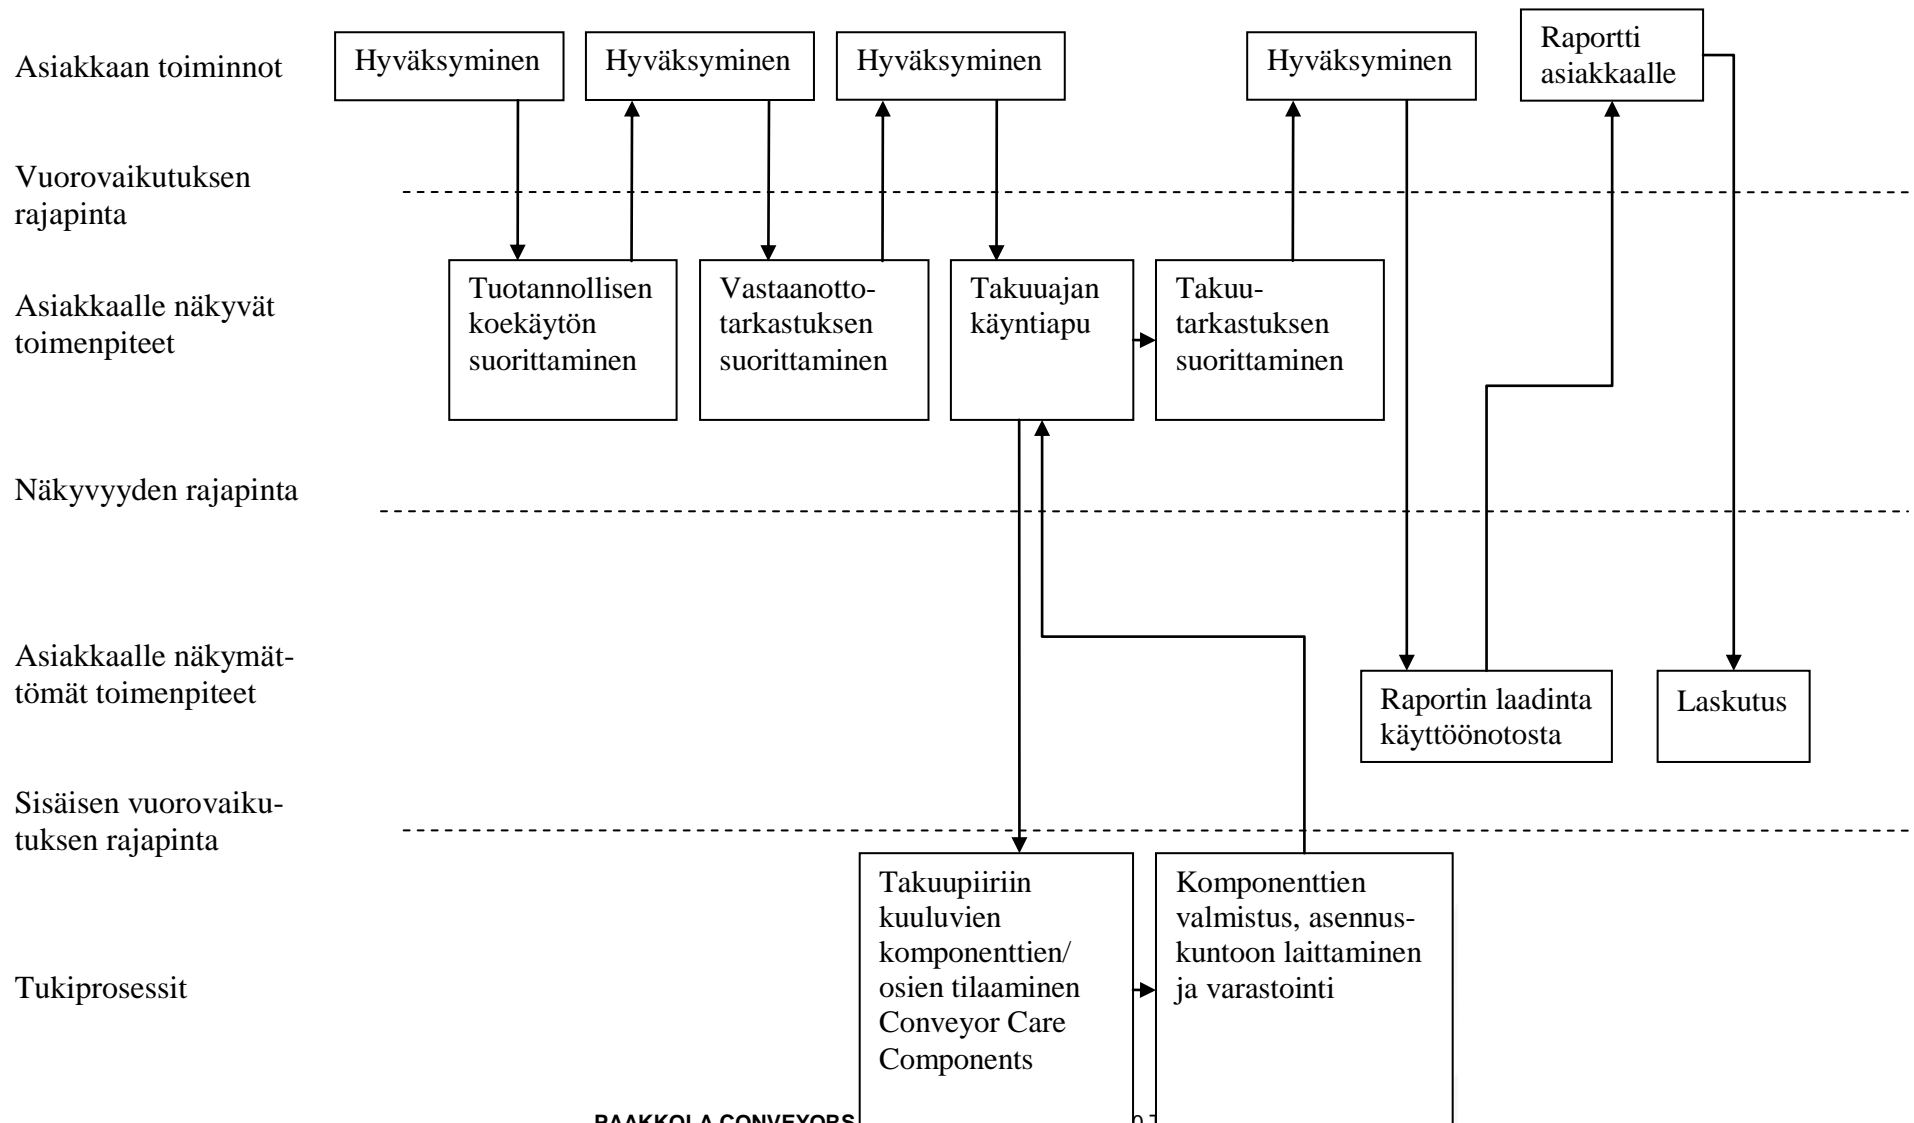 Asiakkaan toiminnot
Hyväksyminen
Hyväksyminen
Hyväksyminen
Hyväksyminen
Raportti
asiakkaalle
Vuorovaikutuksen
rajapinta
Asiakkaalle näkyvät
toimenpiteet
Tuotannollisen
koekäytön
suorittaminen
Vastaanotto-
tarkastuksen
suorittaminen
Takuuajan
käyntiapu
Takuu-
tarkastuksen
suorittaminen
Näkyvyyden rajapinta
Asiakkaalle näkymät-
tömät toimenpiteet
Raportin laadinta
käyttöönotosta
Laskutus
Sisäisen vuorovaiku-
tuksen rajapinta
Tukiprosessit
Takuupiiriin
kuuluvien
komponenttien/
osien tilaaminen
Conveyor Care
Components
Komponenttien
valmistus, asennus-
kuntoon laittaminen
ja varastointi
PAAKKOLA CONVEYORS